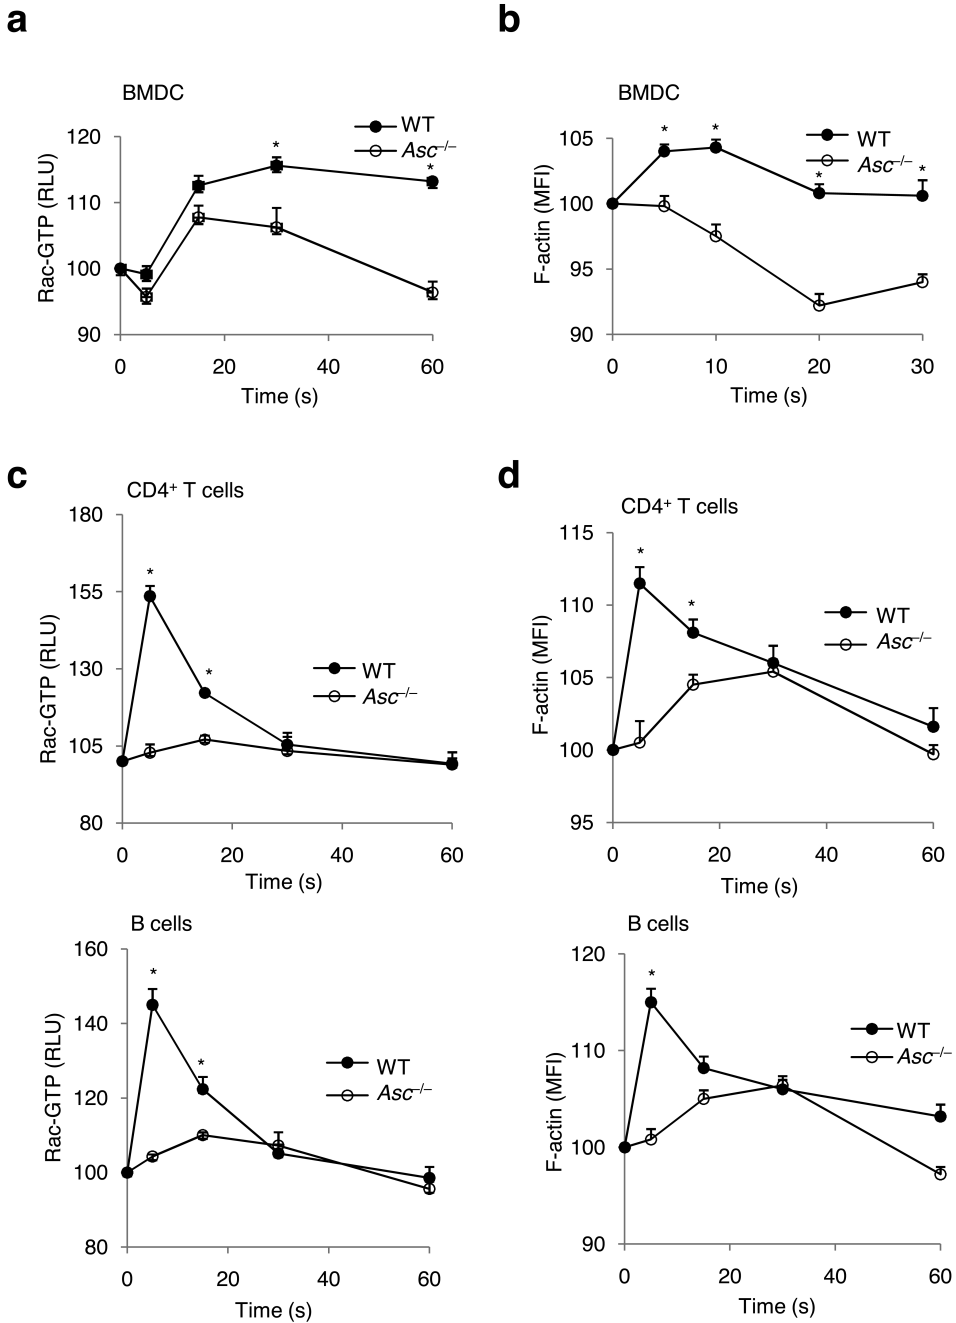 a
BMDC
120
110
100
90
Rac-GTP (RLU)
WT
Asc–/–
*
*
0 20 40 60
Time (s)
b
BMDC
105
100
95
90
F-actin (MFI)
WT
Asc–/–
*
*
*
*
0 10 20 30
Time (s)
c
CD4+ T cells
180
155
130
105
80
Rac-GTP (RLU)
WT
Asc–/–
*
*
0 20 40 60
Time (s)
d
CD4+ T cells
115
110
105
100
95
F-actin (MFI)
WT
Asc–/–
*
*
0 20 40 60
Time (s)
B cells
160
140
120
100
80
Rac-GTP (RLU)
WT
Asc–/–
*
*
0 20 40 60
Time (s)
B cells
120
110
100
90
F-actin (MFI)
WT
Asc–/–
*
0 20 40 60
Time (s)